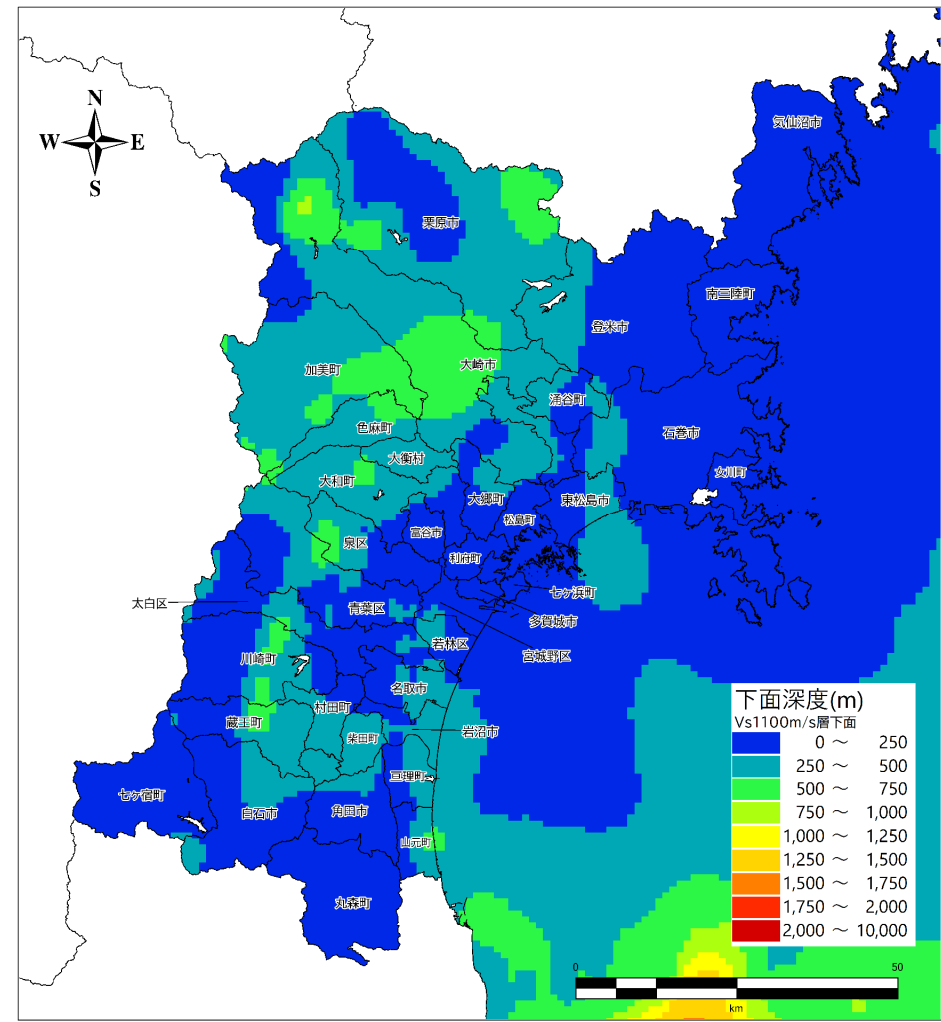 N
W E
S
気仙沼市
栗原市
南三陸町
登米市
加美町
大崎市
涌谷町
色麻町
石巻市
大衡村
女川町
大和町
大郷町
東松島市
松島町
富谷市
泉区
利府町
七ヶ浜町
太白区
青葉区
多賀城市
若林区
宮城野区
川崎町
名取市
村田町
蔵王町
岩沼市
柴田町
亘理町
七ヶ宿町
白石市
角田市
山元町
丸森町
下面深度(m)
Vs1100m/s層下面
0 ～ 250
250 ～ 500
500 ～ 750
750 ～ 1,000
1,000 ～ 1,250
1,250 ～ 1,500
1,500 ～ 1,750
1,750 ～ 2,000
2,000 ～ 10,000
0 50
km